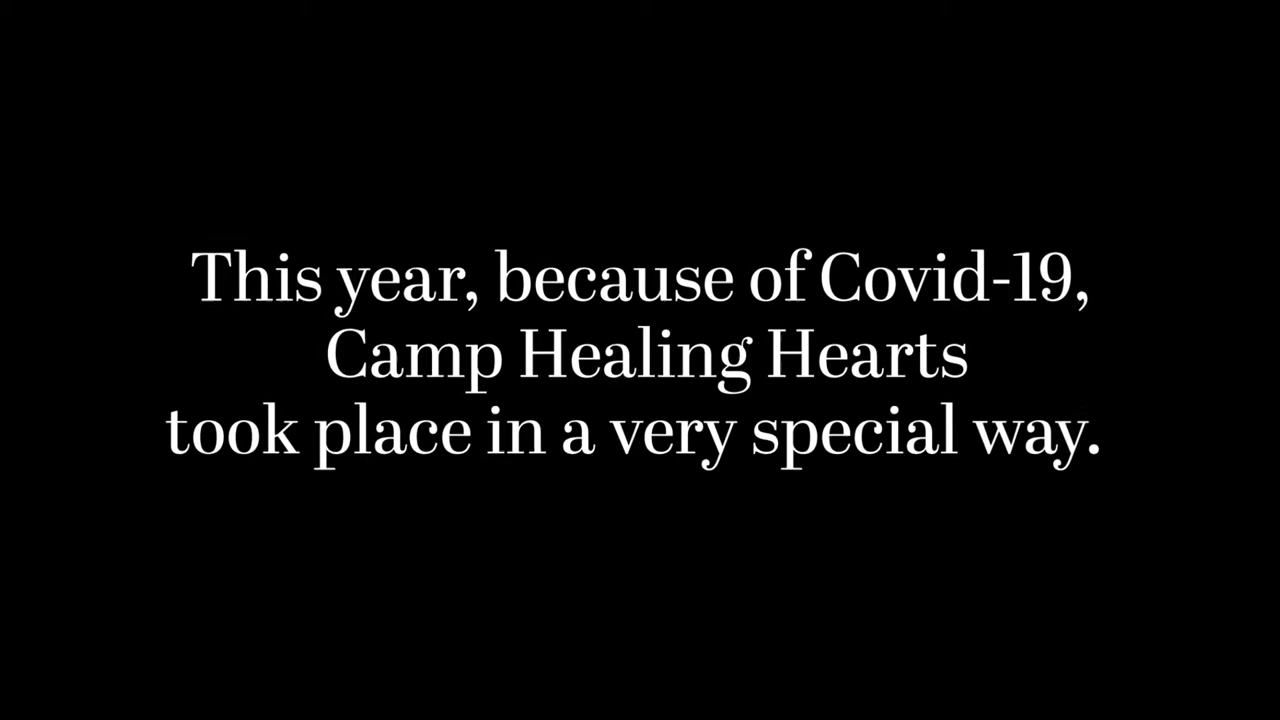 This year, because of Covid-19,
Camp Healing Hearts
took place in a very special way.